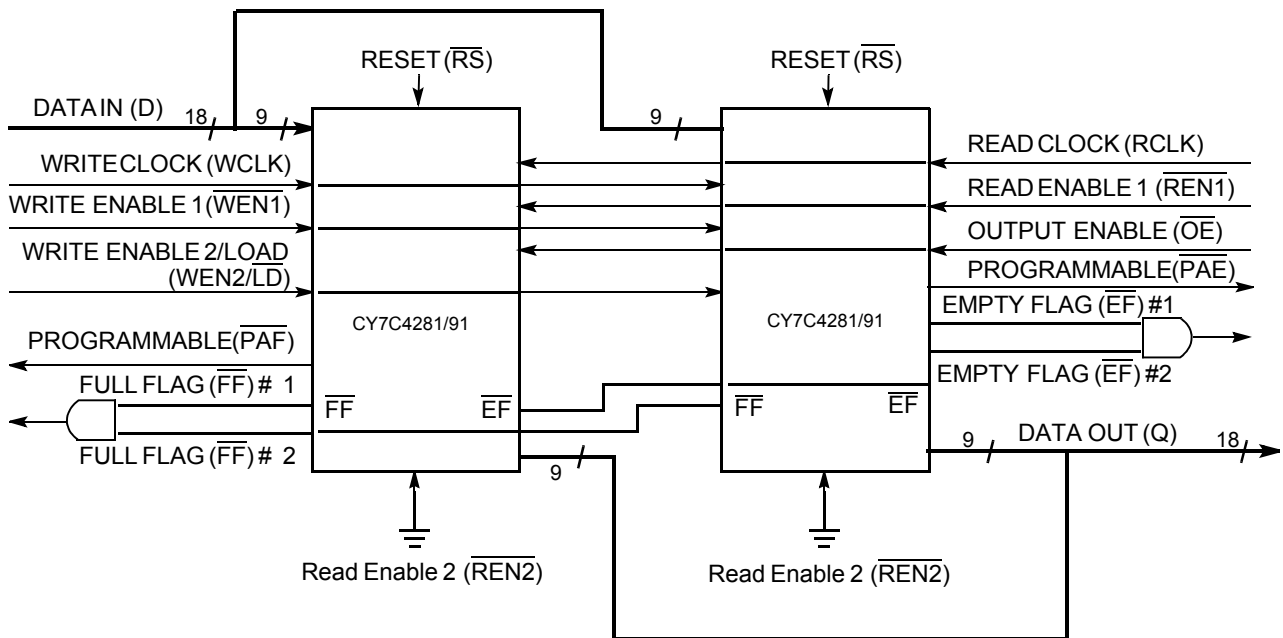 RESET (RS)
RESET (RS)
DATA IN (D)
18
9
9
WRITE CLOCK (WCLK)
READ CLOCK (RCLK)
WRITE ENABLE 1 (WEN1)
READ ENABLE 1 (REN1)
WRITE ENABLE 2/LOAD
(WEN2/LD)
OUTPUT ENABLE (OE)
PROGRAMMABLE (PAE)
CY7C4281/91
CY7C4281/91
EMPTY FLAG (EF) #1
PROGRAMMABLE (PAF)
EMPTY FLAG (EF) #2
FULL FLAG (FF) # 1
FF
EF
FF
EF
FULL FLAG (FF) # 2
9
9
DATA OUT (Q)
18
Read Enable 2 (REN2)
Read Enable 2 (REN2)